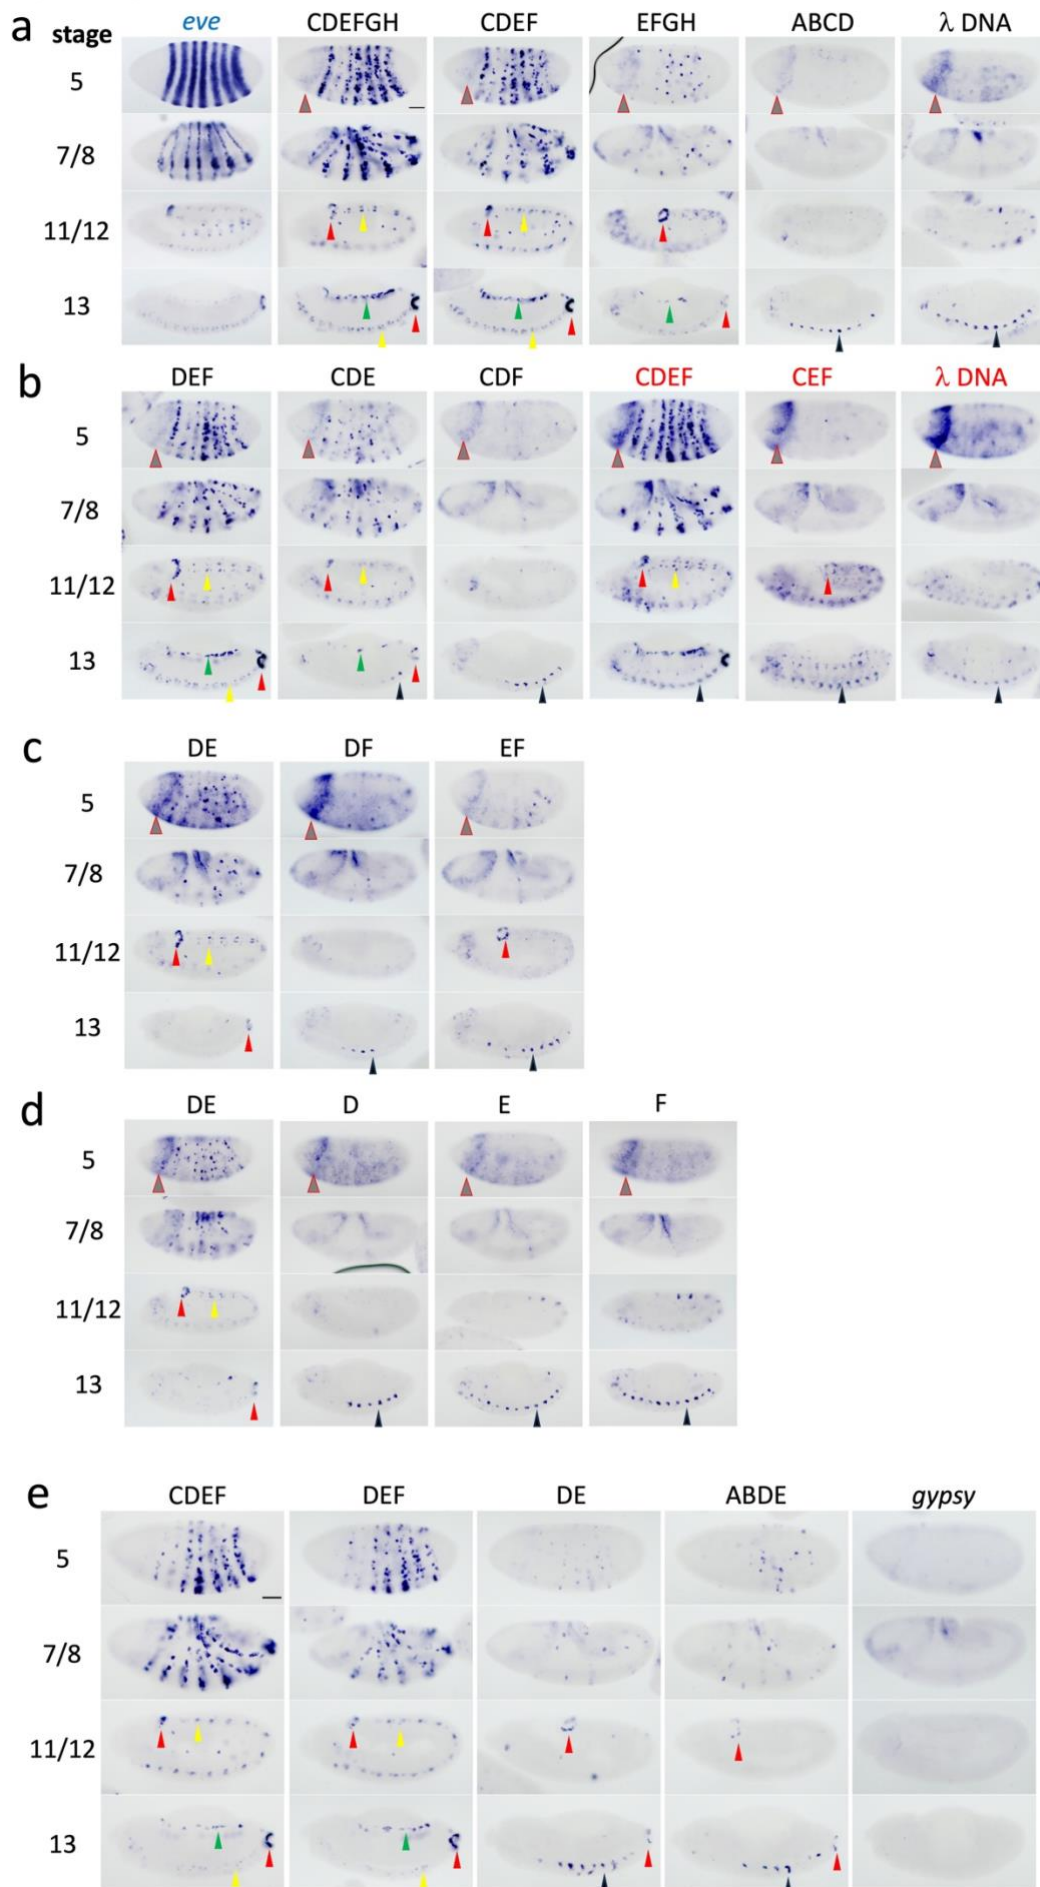 a
stage eve CDEFGH CDEF EFGH ABCD λ DNA
5
7/8
11/12
13
b
DEF CDE CDF CDEF CEF λ DNA
5
7/8
11/12
13
c
DE DF EF
5
7/8
11/12
13
d
DE D E F
5
7/8
11/12
13
e
CDEF DEF DE ABDE gypsy
5
7/8
11/12
13